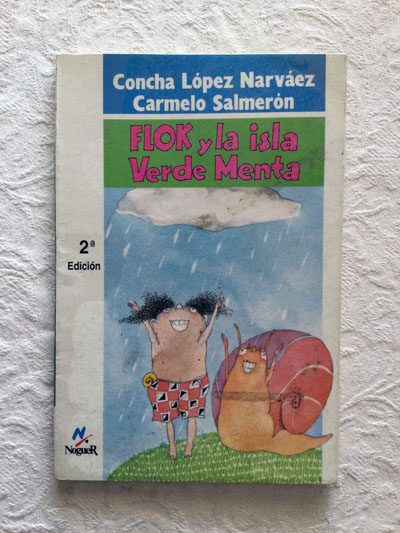 Concha López Narváez
Carmelo Salmerón
FLOK y la isla
Verde Menta
2ª
Edición
NogueR